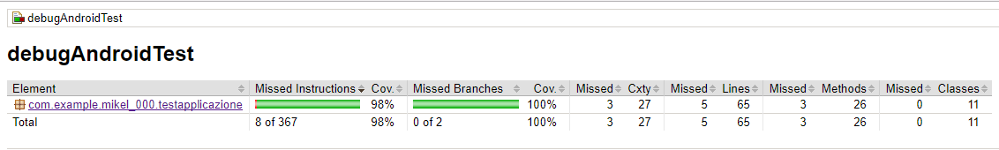 debugAndroidTest
debugAndroidTest
Element Missed Instructions Cov. Missed Branches Cov. Missed Cxty Missed Lines Missed Methods Missed Classes
com.example.mikel_000.testapplicazione 98% 100% 3 27 5 65 3 26 0 11
Total 8 of 367 98% 0 of 2 100% 3 27 5 65 3 26 0 11